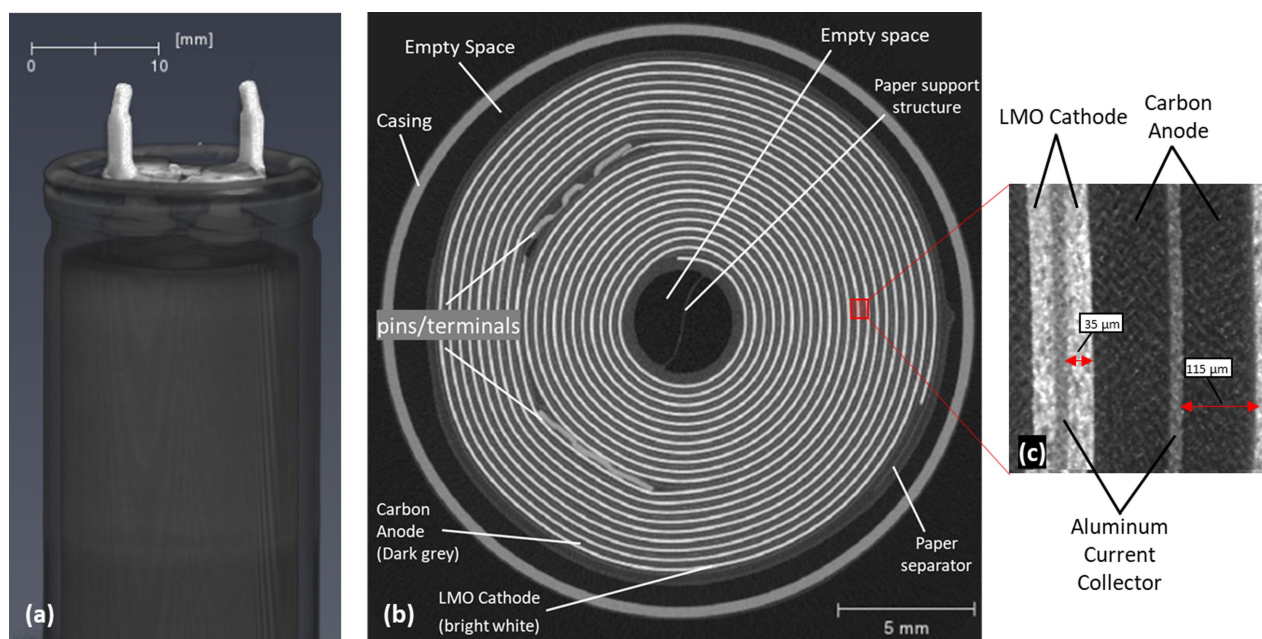 [mm]
0
10
(a)
Empty Space
Empty space
Paper support
structure
Casing
pins/terminals
Carbon
Anode
(Dark grey)
LMO Cathode
(bright white)
Paper
separator
(b)
5 mm
LMO Cathode
Carbon
Anode
35 µm
115 µm
(c)
Aluminum
Current
Collector